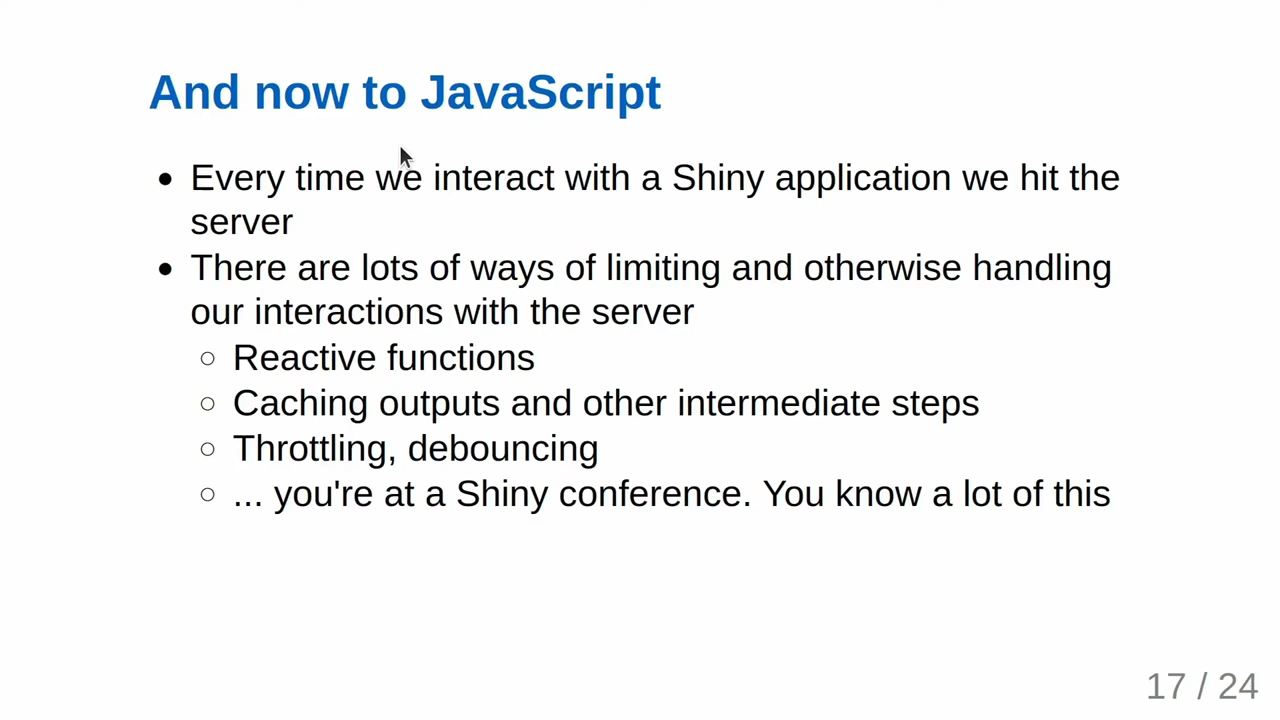 And now to JavaScript
• Every time we interact with a Shiny application we hit the
server
• There are lots of ways of limiting and otherwise handling
our interactions with the server
○ Reactive functions
○ Caching outputs and other intermediate steps
○ Throttling, debouncing
○ ... you're at a Shiny conference. You know a lot of this
17 / 24